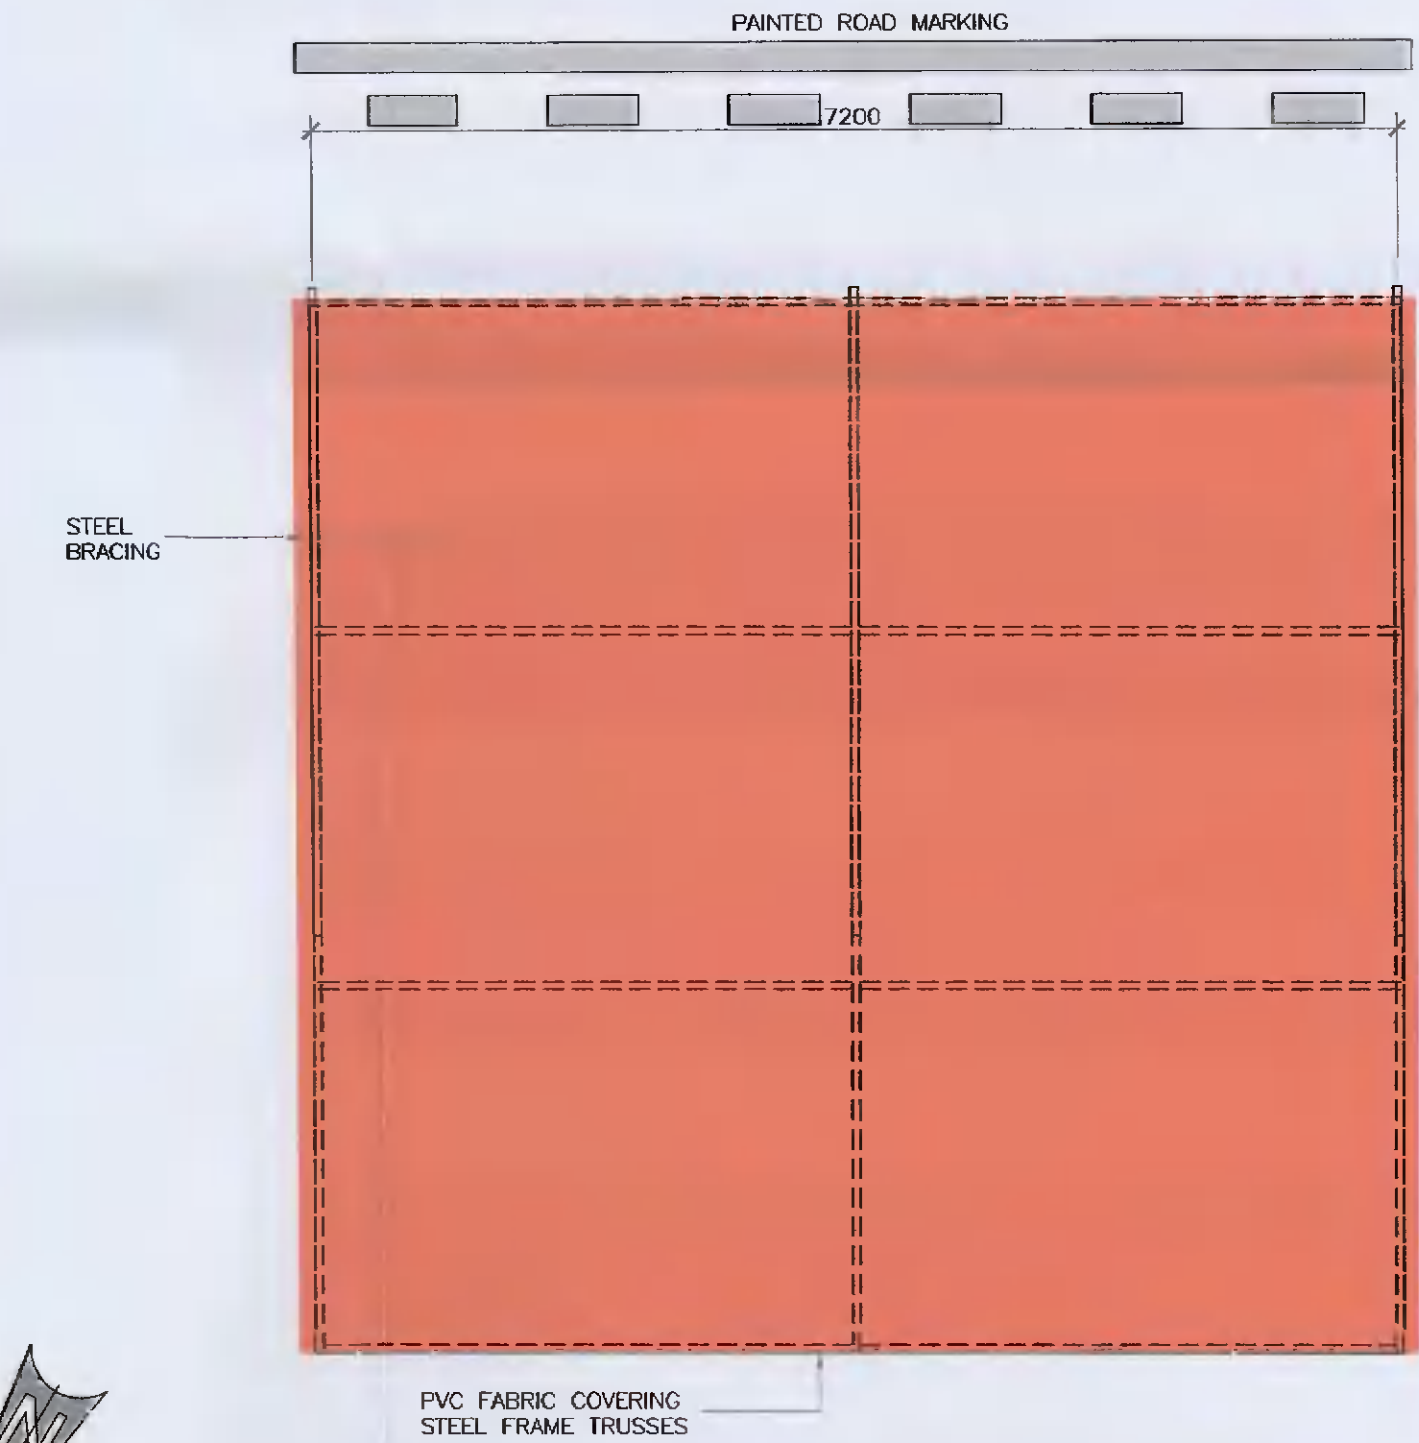 PAINTED ROAD MARKING
7200
STEEL
BRACING
PVC FABRIC COVERING
STEEL FRAME TRUSSES